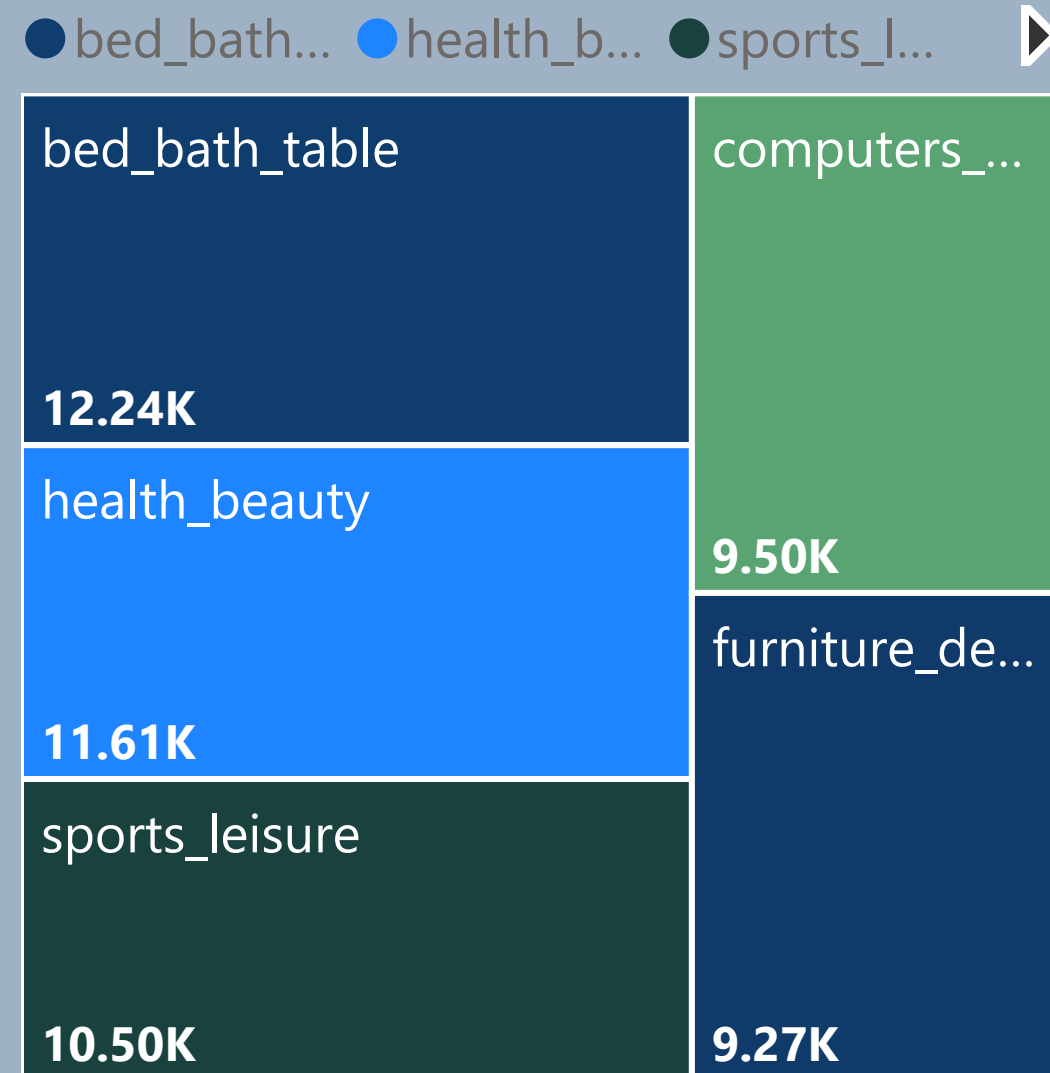 bed_bath... health_b... sports_l...
bed_bath_table
12.24K
health_beauty
11.61K
sports_leisure
10.50K
computers_...
9.50K
furniture_de...
9.27K